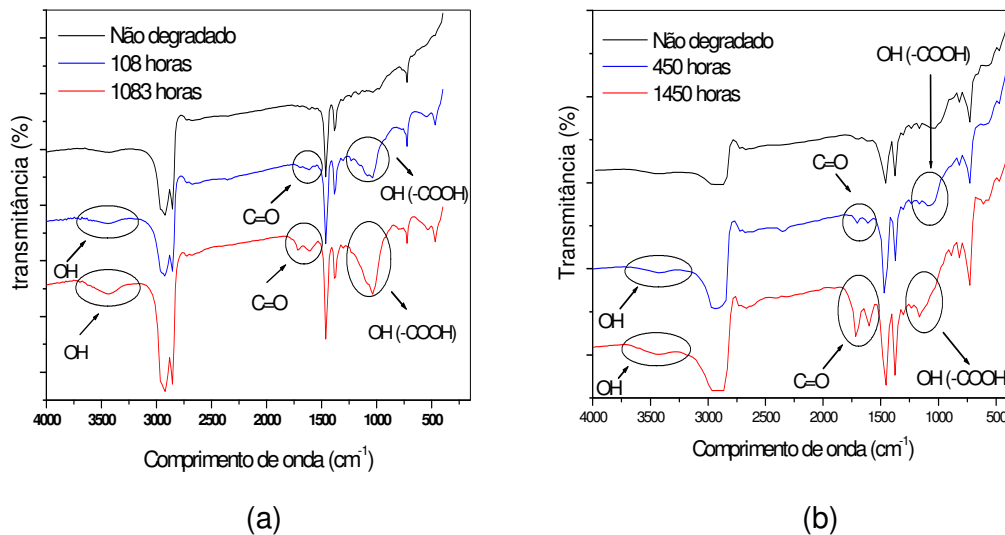 Não degradado
108 horas
1083 horas
transmitância (%)
OH
C=O
OH (-COOH)
OH
C=O
OH (-COOH)
4000 3500 3000 2500 2000 1500 1000 500
Comprimento de onda (cm⁻¹)
(a)
Não degradado
450 horas
1450 horas
Transmitância (%)
OH (-COOH)
C=O
OH
C=O
OH (-COOH
OH
4000 3500 3000 2500 2000 1500 1000 500
Comprimento de onda (cm⁻¹)
(b)